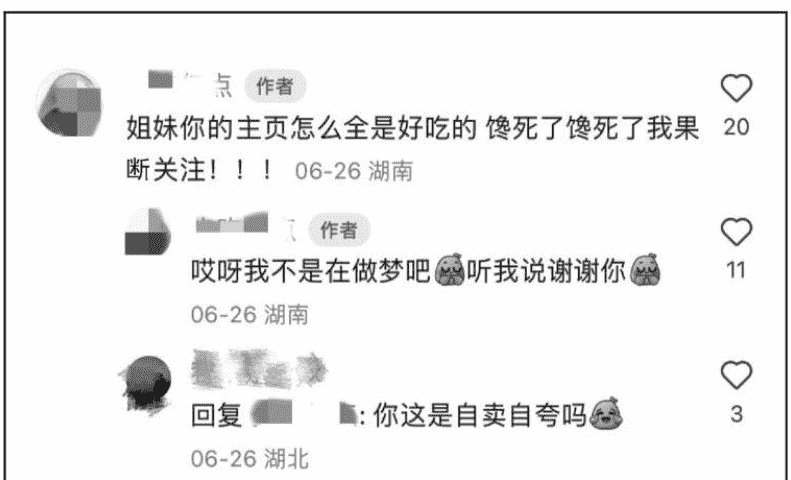 点 作者
姐妹你的主页怎么全是好吃的 馋死了馋死了我果
断关注！！！ 06-26 湖南
20
作者
哎呀我不是在做梦吧听我说谢谢你
06-26 湖南
11
回复 : 你这是自卖自夸吗
06-26 湖北
3